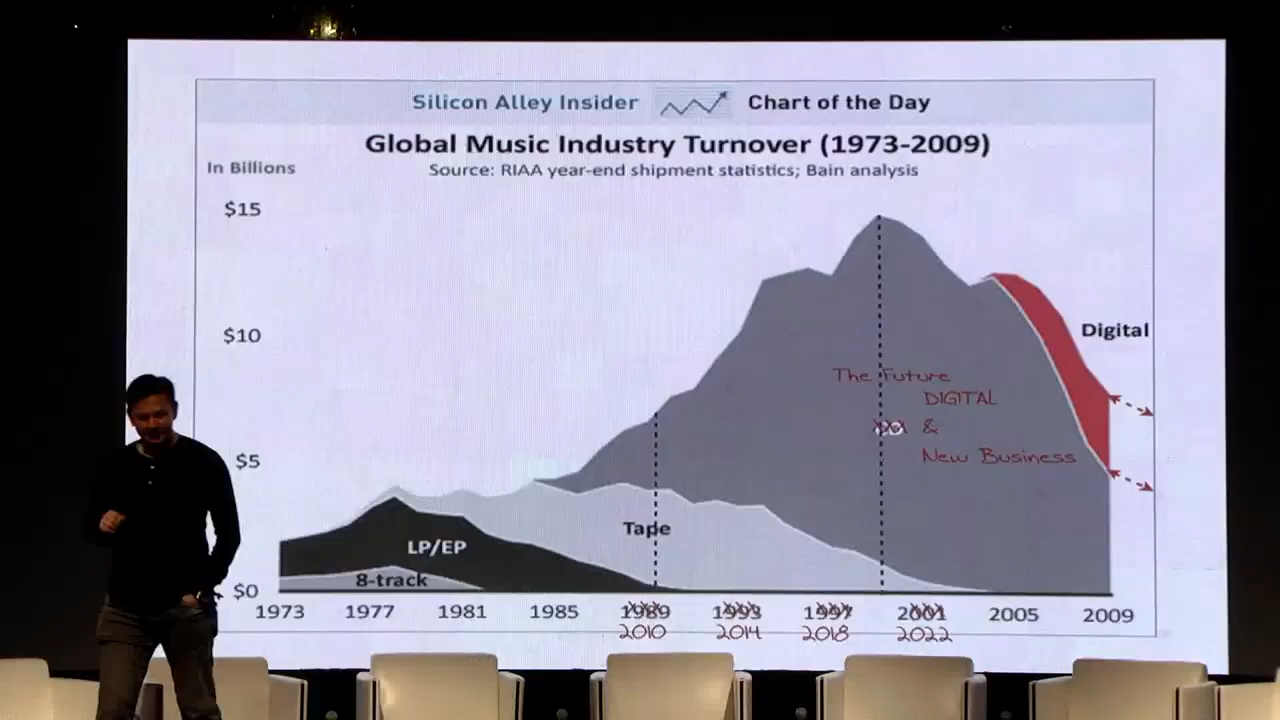 Silicon Alley Insider Chart of the Day
Global Music Industry Turnover (1973-2009)
In Billions
Source: RIAA year-end shipment statistics; Bain analysis
$15
$10
$5
$0
Digital
The Future
DIGITAL
XXX &
New Business
Tape
LP/EP
8-track
1973 1977 1981 1985 1989 1993 1997 2001 2005 2009
2010 2014 2018 2022